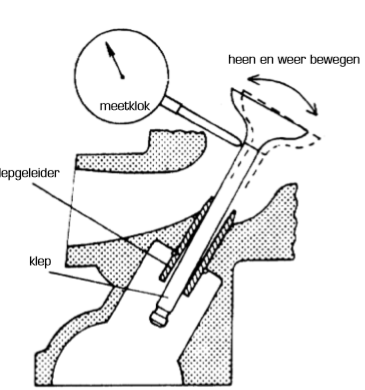 heen en weer bewegen
meetklok
lepgeleider
klep